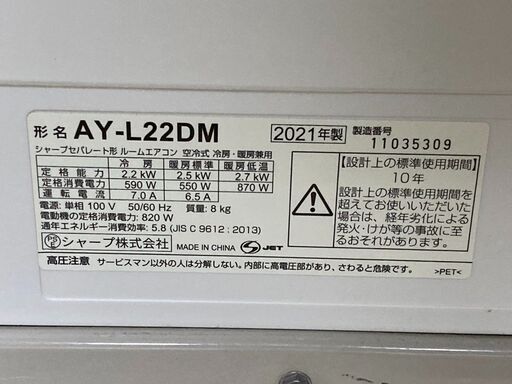 形名 AY-L22DM 2021年製 製造番号 11035309
シャープセパレート形 ルームエアコン 空冷式 冷房・暖房兼用
冷房 暖房標準 暖房低温
定格能力 2.2 kW 2.5 kW 2.7 kW
定格消費電力 590 W 550 W 870 W
運転電流 7.0 A 6.5 A
電源: 単相 100 V 50/60 Hz 質量: 8 kg
電動機の定格消費電力: 820 W
通年エネルギー消費効率: 5.8 (JIS C 9612 : 2013)
シャープ株式会社 MADE IN CHINA JET
【設計上の標準使用期間】
10年
設計上の標準使用期間を
超えてお使いいただいた
場合は、経年劣化による
発火・けが等の事故に至
るおそれがあります。
高圧注意 サービスマン以外の人は分解しない。内部に高電圧部があり、さわると危険です。
>PET<